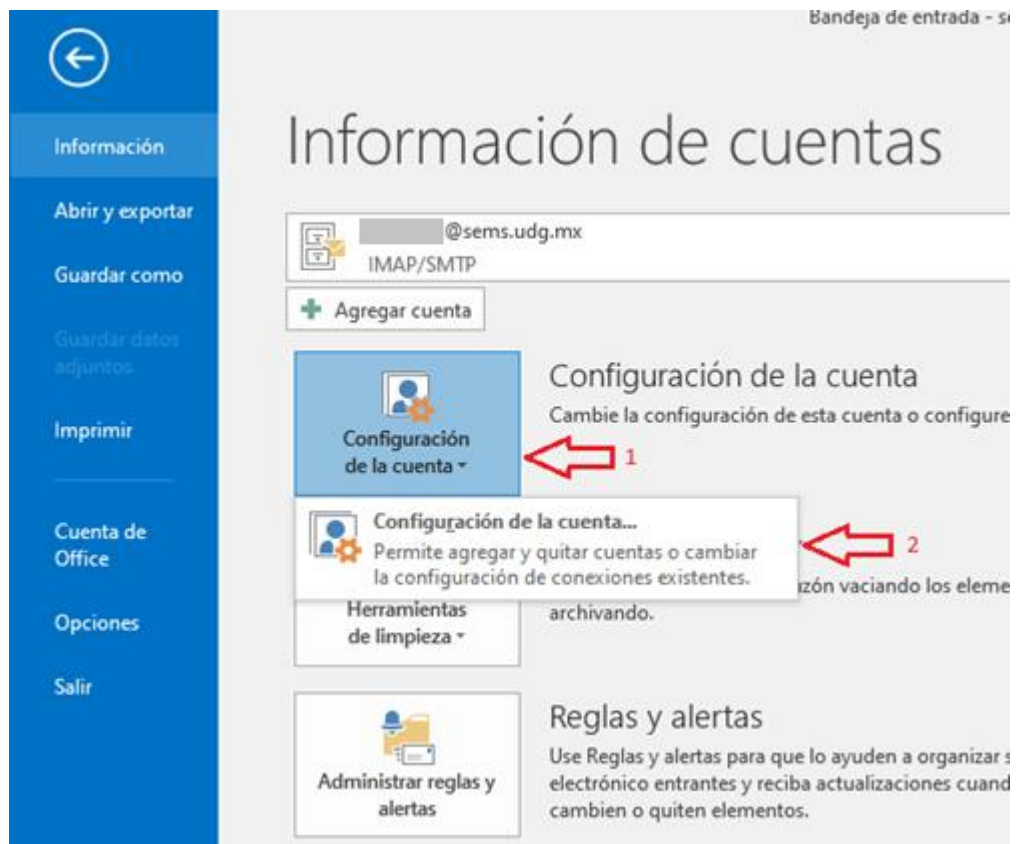 Bandeja de entrada - se
Información de cuentas
Información
Abrir y exportar
Guardar como
Guardar datos
adjuntos
Imprimir
Cuenta de
Office
Opciones
Salir
@sems.udg.mx
IMAP/SMTP
Agregar cuenta
Configuración
de la cuenta
Configuración de la cuenta
Cambie la configuración de esta cuenta o configure
1
Configuración de la cuenta...
Permite agregar y quitar cuentas o cambiar
la configuración de conexiones existentes.
2
Herramientas
de limpieza
zón vaciando los eleme
archivando.
Administrar reglas y
alertas
Reglas y alertas
Use Reglas y alertas para que lo ayuden a organizar s
electrónico entrantes y reciba actualizaciones cuand
cambien o quiten elementos.